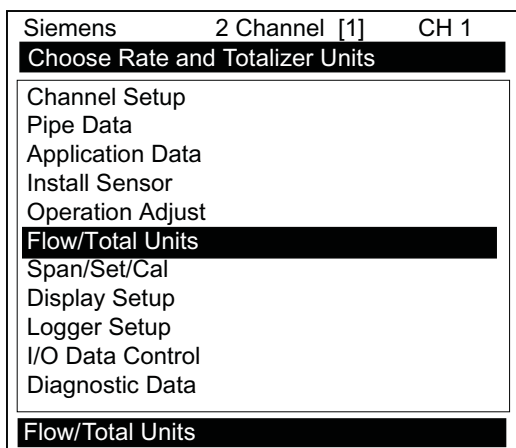 Siemens 2 Channel [1] CH 1
Choose Rate and Totalizer Units
Channel Setup
Pipe Data
Application Data
Install Sensor
Operation Adjust
Flow/Total Units
Span/Set/Cal
Display Setup
Logger Setup
I/O Data Control
Diagnostic Data
Flow/Total Units